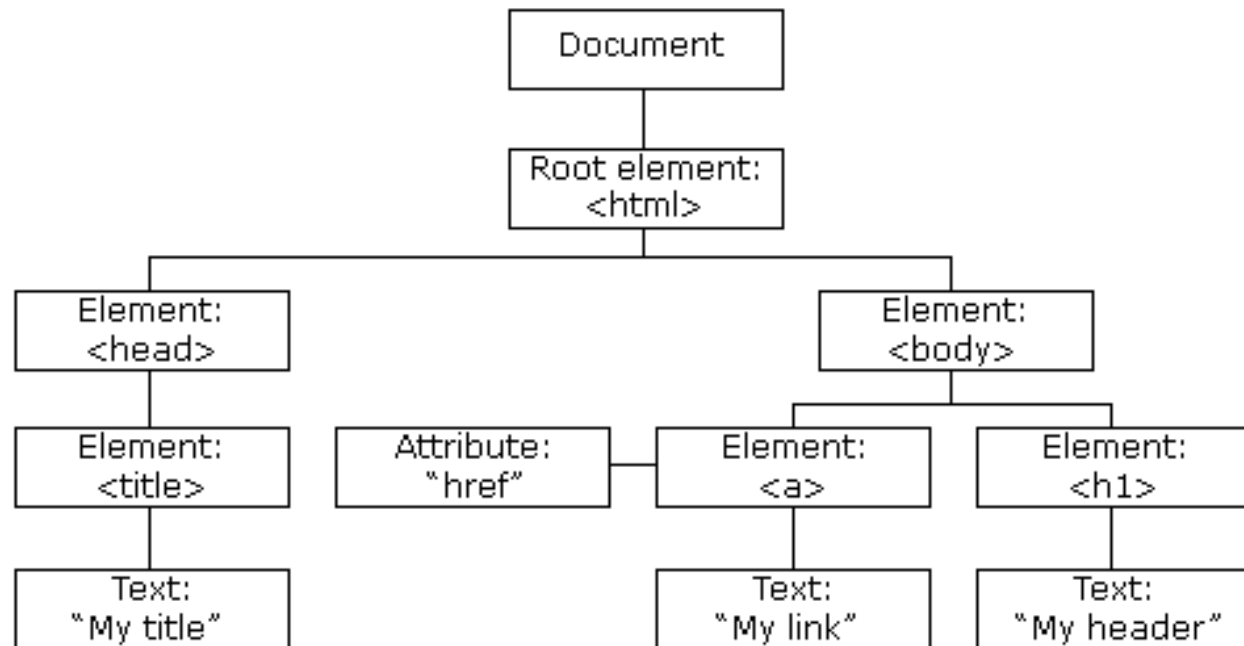 Document
Root element:
<html>
Element:
<head>
Element:
<body>
Element:
<title>
Attribute:
“href”
Element:
<a>
Element:
<h1>
Text:
“My title”
Text:
“My link”
Text:
“My header”